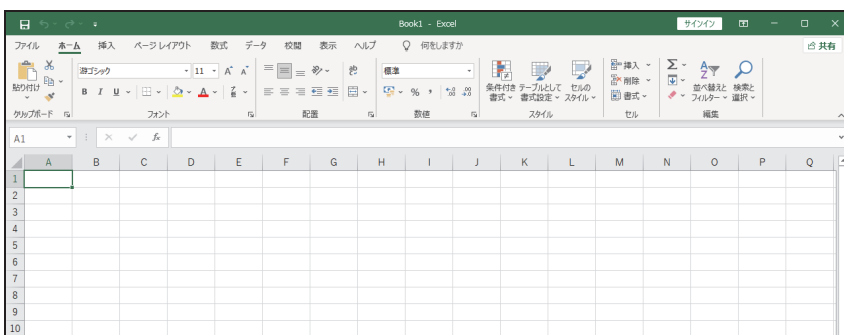 Book1 - Excel
サインイン
ファイル ホーム 挿入 ページ レイアウト 数式 データ 校閲 表示 ヘルプ 何をしますか 共有
貼り付け
游ゴシック 11 A A
標準
B I U A
% ,
条件付き書式
テーブルとして書式設定
セルのスタイル
挿入
削除
書式
Σ
並べ替えと
フィルター
検索と
選択
クリップボード フォント 配置 数値 スタイル セル 編集
A1 fx
A B C D E F G H I J K L M N O P Q
1
2
3
4
5
6
7
8
9
10